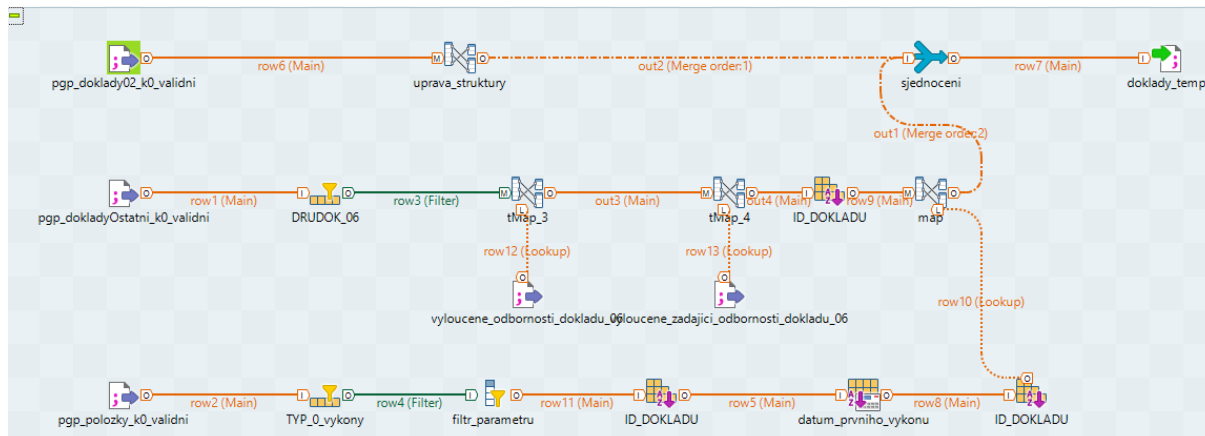 row6 (Main)
out2 (Merge order:1)
row7 (Main)
pgp_doklady02_k0_validni
uprava_struktury
sjednoceni
doklady_temp
out1 (Merge order:2)
row1 (Main)
row3 (Filter)
out3 (Main)
out4 (Main)
row9 (Main)
pgp_dokladyOstatni_k0_validni
DRUDOK_06
tMap_3
tMap_4
ID_DOKLADU
map
row12 (Lookup)
row13 (Lookup)
row10 (Lookup)
vyloucene_odbornosti_dokladu_06
vyloucene_zadajici_odbornosti_dokladu_06
row2 (Main)
row4 (Filter)
row11 (Main)
row5 (Main)
row8 (Main)
pgp_polozky_k0_validni
TYP_0_vykony
filtr_parametru
ID_DOKLADU
datum_prvniho_vykonu
ID_DOKLADU